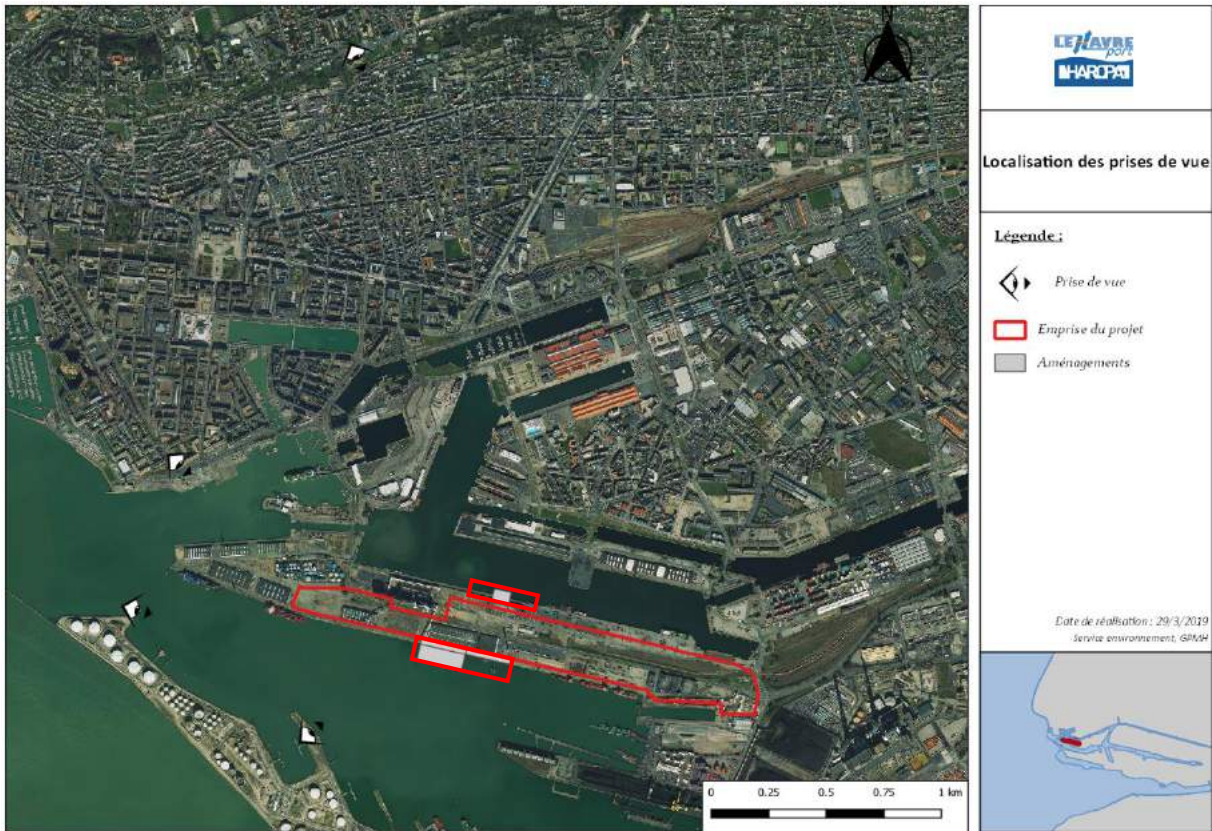 N
LE HAVRE
port
HAROPA
Localisation des prises de vue
Légende :
Prise de vue
Emprise du projet
Aménagements
Date de réalisation : 29/3/2019
Service environnement, GPMH
0 0.25 0.5 0.75 1 km